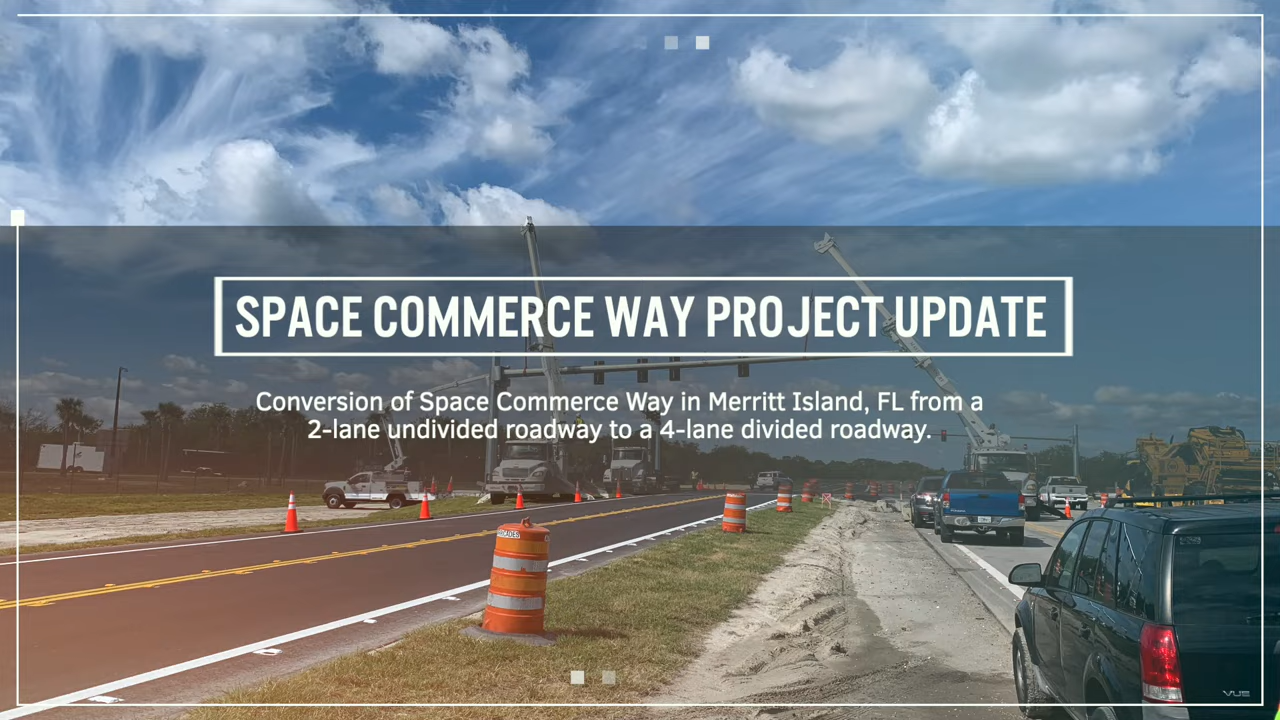 SPACE COMMERCE WAY PROJECT UPDATE
Conversion of Space Commerce Way in Merritt Island, FL from a
2-lane undivided roadway to a 4-lane divided roadway.
VUE